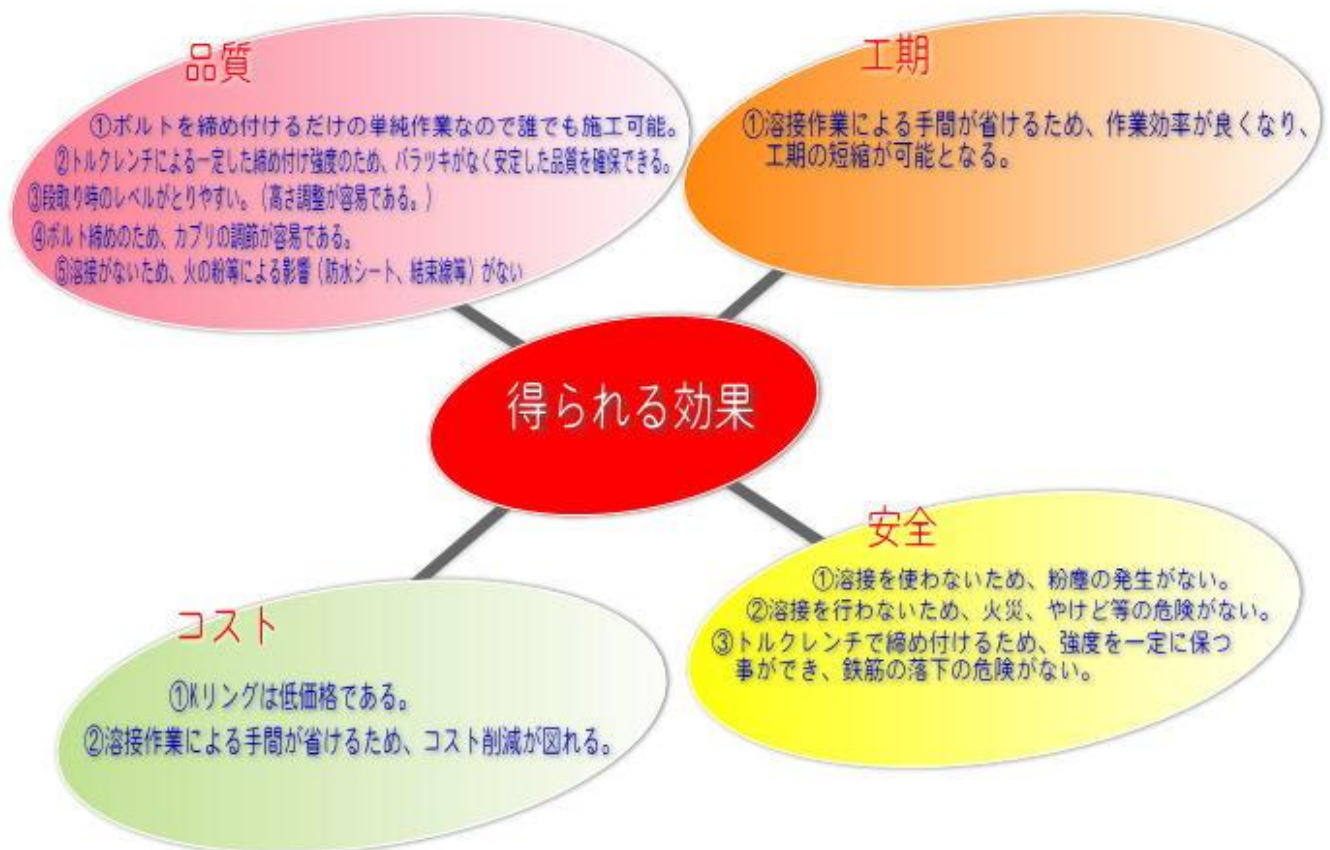 品質
①ボルトを締め付けるだけの単純作業なので誰でも施工可能。
②トルクレンチによる一定した締め付け強度のため、バラツキがなく安定した品質を確保できる。
③段取り時のレベルがとりやすい。(高さ調整が容易である。)
④ボルト締めのため、カブリの調節が容易である。
⑤溶接がないため、火の粉等による影響(防水シート、結束線等)がない
工期
①溶接作業による手間が省けるため、作業効率が良くなり、
工期の短縮が可能となる。
得られる効果
コスト
①Kリングは低価格である。
②溶接作業による手間が省けるため、コスト削減が図れる。
安全
①溶接を使わないため、粉塵の発生がない。
②溶接を行わないため、火災、やけど等の危険がない。
③トルクレンチで締め付けるため、強度を一定に保つ
事ができ、鉄筋の落下の危険がない。